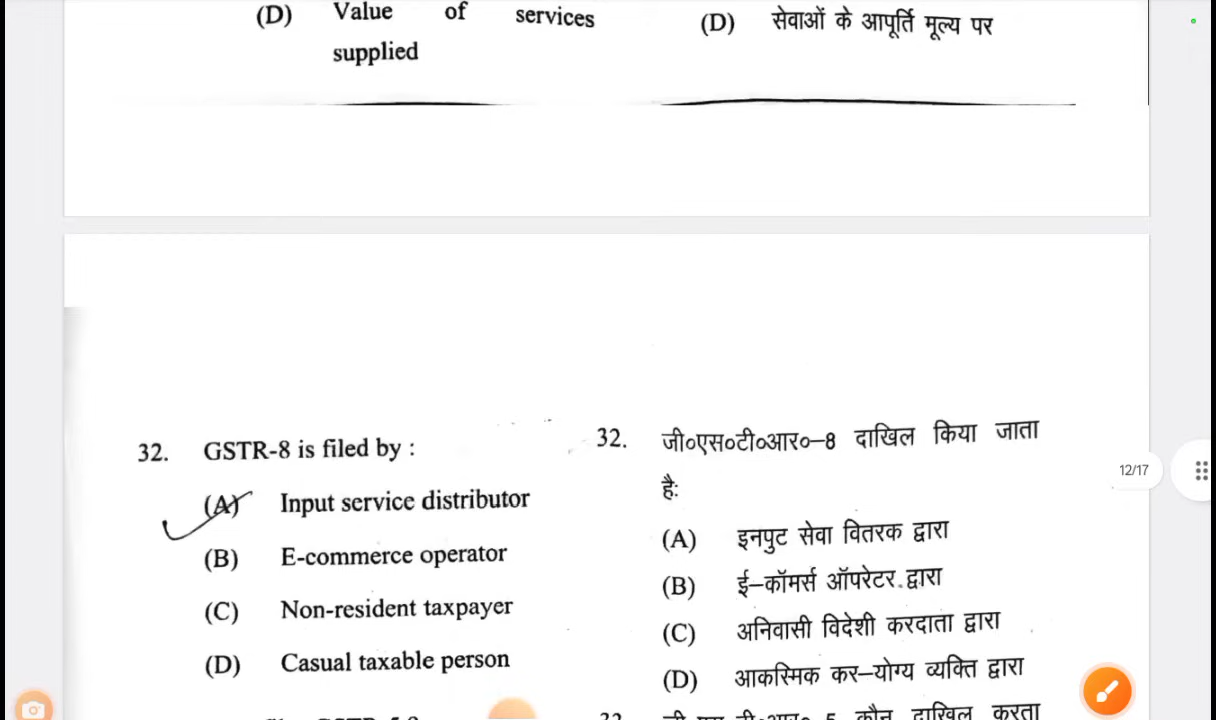 (D) Value of services
supplied
(D) सेवाओं के आपूर्ति मूल्य पर
32. GSTR-8 is filed by :
(A) Input service distributor
(B) E-commerce operator
(C) Non-resident taxpayer
(D) Casual taxable person
32. जी०एस०टी०आर०–8 दाखिल किया जाता
है:
(A) इनपुट सेवा वितरक द्वारा
(B) ई–कॉमर्स ऑपरेटर द्वारा
(C) अनिवासी विदेशी करदाता द्वारा
(D) आकस्मिक कर–योग्य व्यक्ति द्वारा
दाखिल करता
12/17